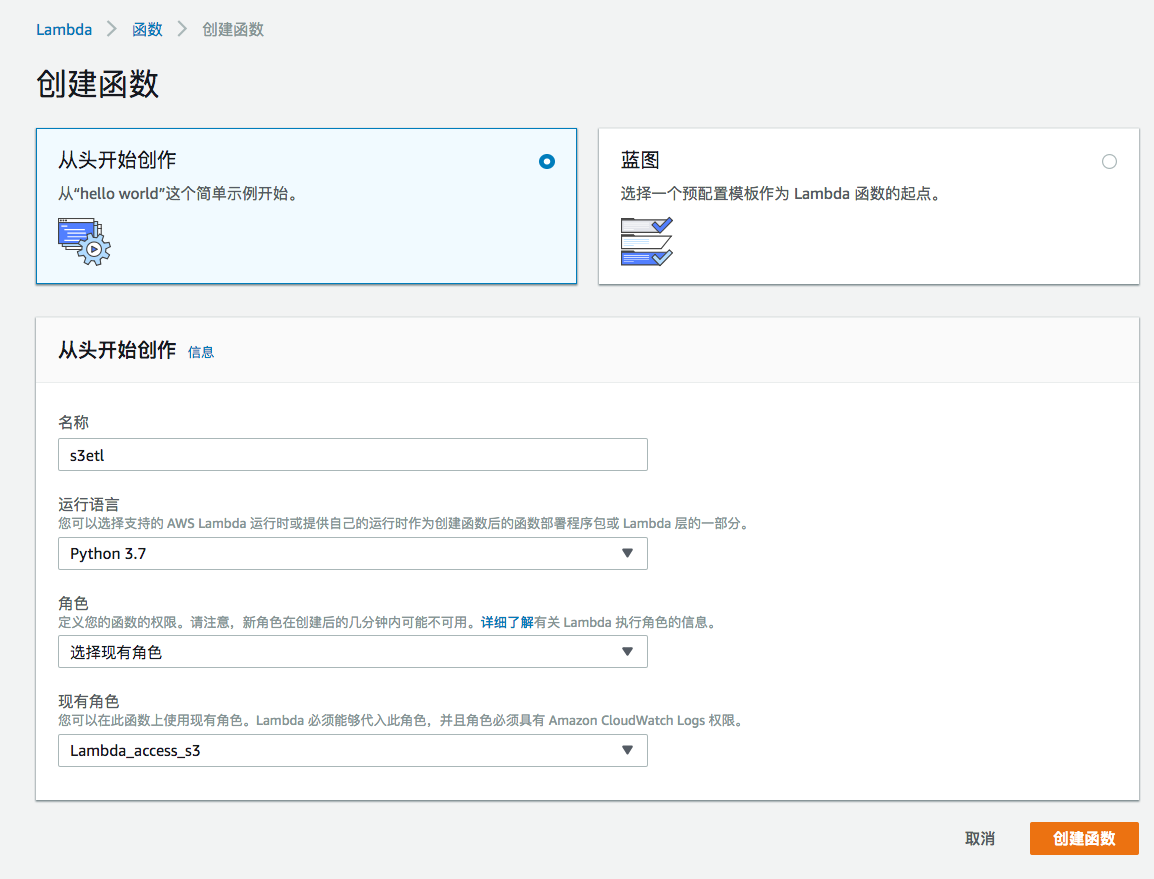 Lambda > 函数 > 创建函数
创建函数
从头开始创作
从“hello world”这个简单示例开始。
蓝图
选择一个预配置模板作为 Lambda 函数的起点。
从头开始创作 信息
名称
s3etl
运行语言
您可以选择支持的 AWS Lambda 运行时或提供自己的运行时作为创建函数后的函数部署程序包或 Lambda 层的一部分。
Python 3.7
角色
定义您的函数的权限。请注意，新角色在创建后的几分钟内可能不可用。详细了解有关 Lambda 执行角色的信息。
选择现有角色
现有角色
您可以在此函数上使用现有角色。Lambda 必须能够代入此角色，并且角色必须具有 Amazon CloudWatch Logs 权限。
Lambda_access_s3
取消 创建函数